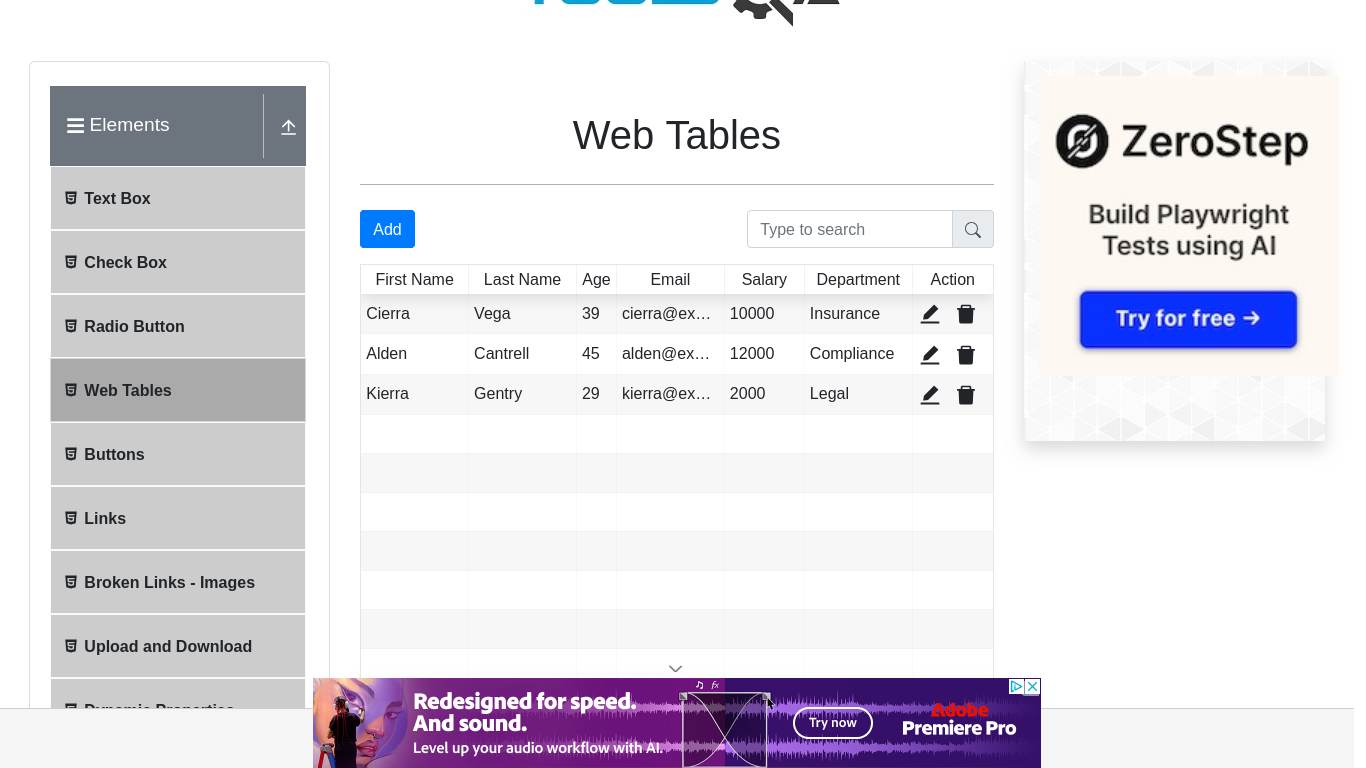 Elements
Text Box
Check Box
Radio Button
Web Tables
Buttons
Links
Broken Links - Images
Upload and Download
Dynamic Properties
Web Tables
Add
Type to search
First Name Last Name Age Email Salary Department Action
Cierra Vega 39 cierra@ex… 10000 Insurance
Alden Cantrell 45 alden@ex… 12000 Compliance
Kierra Gentry 29 kierra@ex… 2000 Legal
ZeroStep
Build Playwright
Tests using AI
Try for free →
Redesigned for speed.
And sound.
Level up your audio workflow with AI.
fx
Try now
Adobe
Premiere Pro